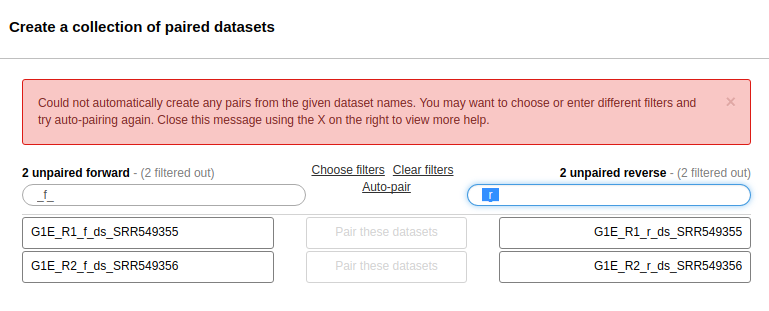 Create a collection of paired datasets
Could not automatically create any pairs from the given dataset names. You may want to choose or enter different filters and
try auto-pairing again. Close this message using the X on the right to view more help.
×
2 unpaired forward - (2 filtered out)
Choose filters Clear filters
2 unpaired reverse - (2 filtered out)
Auto-pair
_f_
_r_
G1E_R1_f_ds_SRR549355
Pair these datasets
G1E_R1_r_ds_SRR549355
G1E_R2_f_ds_SRR549356
Pair these datasets
G1E_R2_r_ds_SRR549356